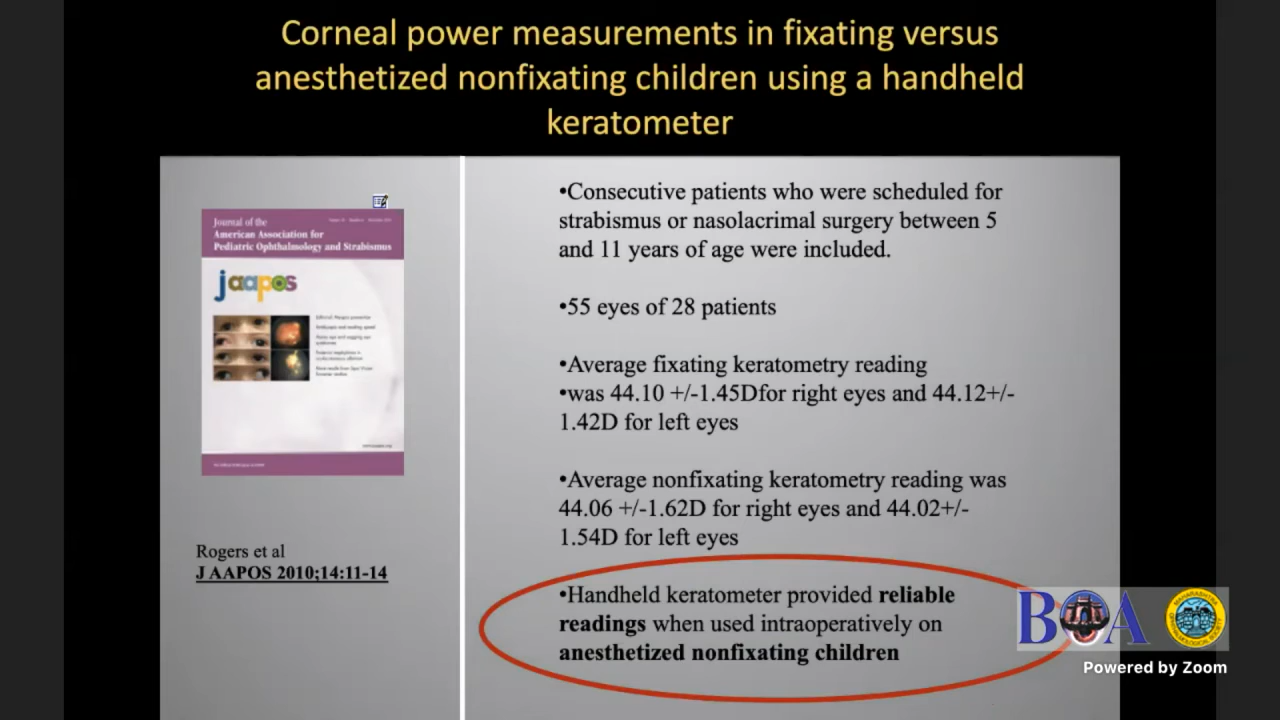 Corneal power measurements in fixating versus
anesthetized nonfixating children using a handheld
keratometer
Journal of the
American Association for
Pediatric Ophthalmology and Strabismus
jaapos
Rogers et al
J AAPOS 2010;14:11-14
•Consecutive patients who were scheduled for
strabismus or nasolacrimal surgery between 5
and 11 years of age were included.
•55 eyes of 28 patients
•Average fixating keratometry reading
•was 44.10 +/-1.45Dfor right eyes and 44.12+/-
1.42D for left eyes
•Average nonfixating keratometry reading was
44.06 +/-1.62D for right eyes and 44.02+/-
1.54D for left eyes
•Handheld keratometer provided reliable
readings when used intraoperatively on
anesthetized nonfixating children
BOA
MAHARASHTRA
OPHTHALMOLOGICAL SOCIETY
Powered by Zoom